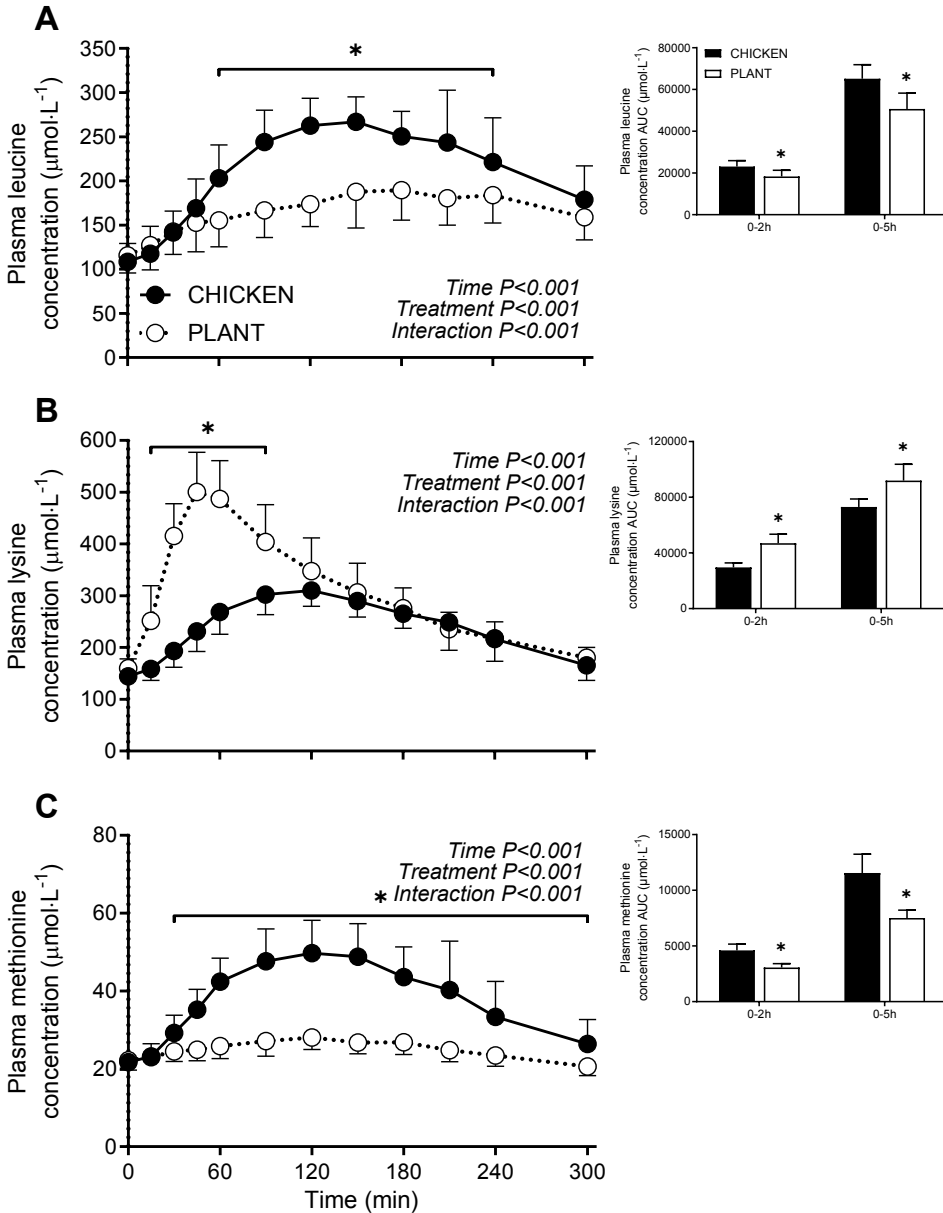 A
Plasma leucine
concentration (μmol·L⁻¹)
350
300
250
200
150
100
50
0
*
CHICKEN
PLANT
Time P<0.001
Treatment P<0.001
Interaction P<0.001
Plasma leucine
concentration AUC (μmol·L⁻¹)
80000
60000
40000
20000
0
CHICKEN
PLANT
*
*
0-2h
0-5h
B
Plasma lysine
concentration (μmol·L⁻¹)
600
500
400
300
200
100
0
*
Time P<0.001
Treatment P<0.001
Interaction P<0.001
Plasma lysine
concentration AUC (μmol·L⁻¹)
120000
80000
40000
0
*
*
0-2h
0-5h
C
Plasma methionine
concentration (μmol·L⁻¹)
80
60
40
20
0
Time P<0.001
Treatment P<0.001
* Interaction P<0.001
0 60 120 180 240 300
Time (min)
Plasma methionine
concentration AUC (μmol·L⁻¹)
15000
10000
5000
0
*
*
0-2h
0-5h